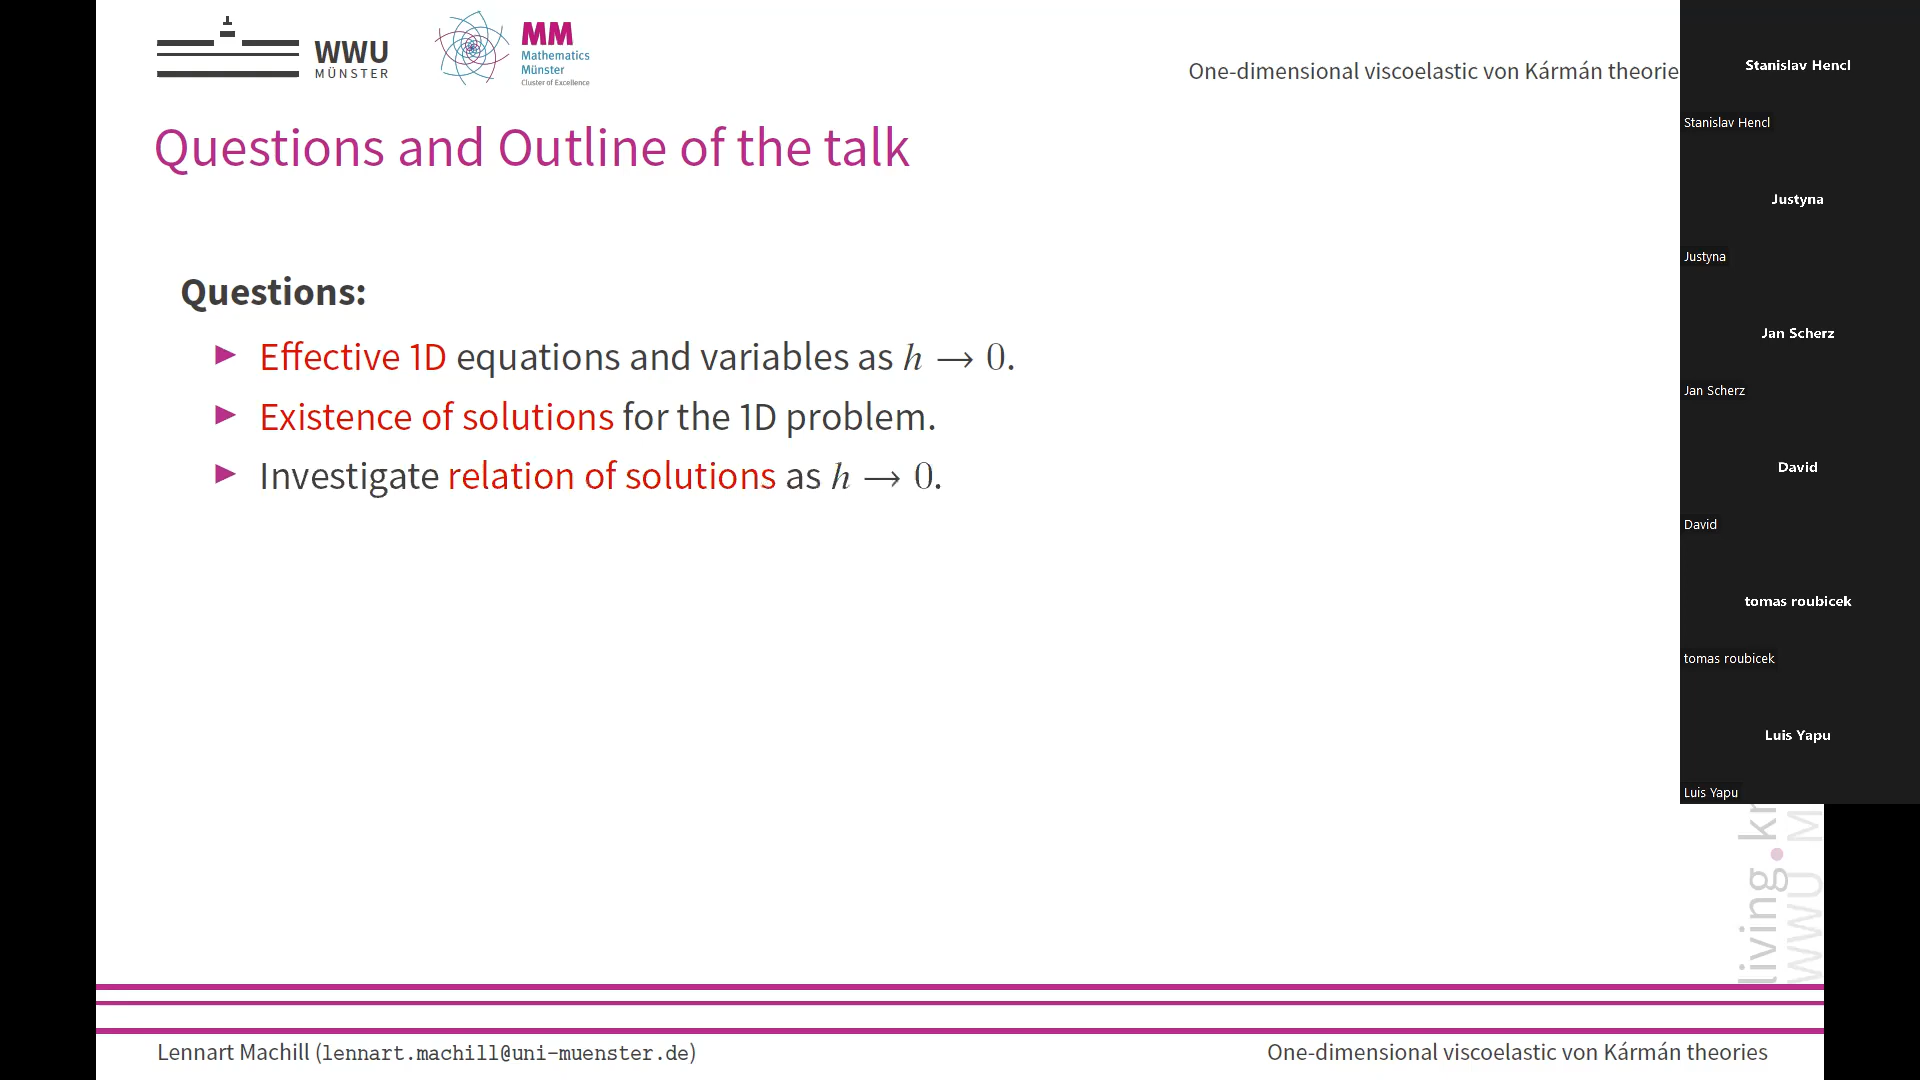 WWU
MÜNSTER
MM
Mathematics
Münster
Cluster of Excellence
One-dimensional viscoelastic von Kármán theorie
Questions and Outline of the talk
Questions:
► Effective 1D equations and variables as h → 0.
► Existence of solutions for the 1D problem.
► Investigate relation of solutions as h → 0.
Stanislav Hencl
Stanislav Hencl
Justyna
Justyna
Jan Scherz
Jan Scherz
David
David
tomas roubicek
tomas roubicek
Luis Yapu
Luis Yapu
living
WWU M
Lennart Machill (lennart.machill@uni-muenster.de)
One-dimensional viscoelastic von Kármán theories